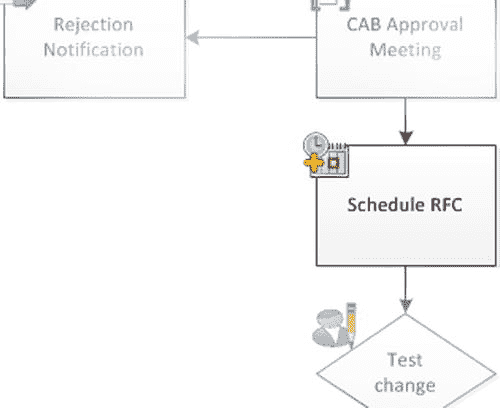 Rejection
Notification
CAB Approval
Meeting
Schedule RFC
Test
change